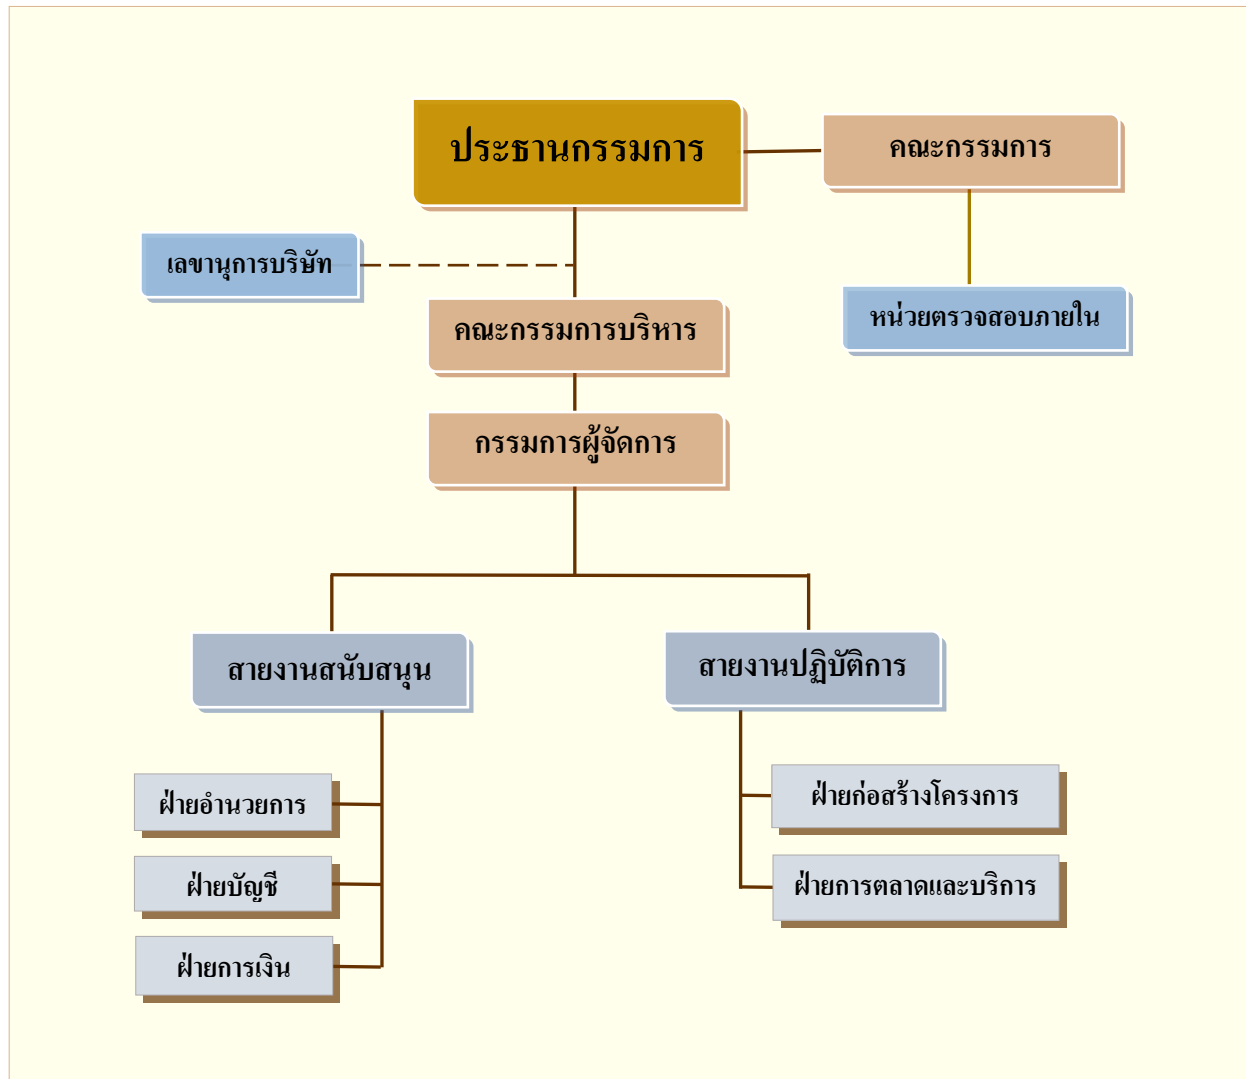 ประธานกรรมการ
คณะกรรมการ
เลขานุการบริษัท
หน่วยตรวจสอบภายใน
คณะกรรมการบริหาร
กรรมการผู้จัดการ
สายงานสนับสนุน
สายงานปฏิบัติการ
ฝ่ายอำนวยการ
ฝ่ายบัญชี
ฝ่ายการเงิน
ฝ่ายก่อสร้างโครงการ
ฝ่ายการตลาดและบริการ